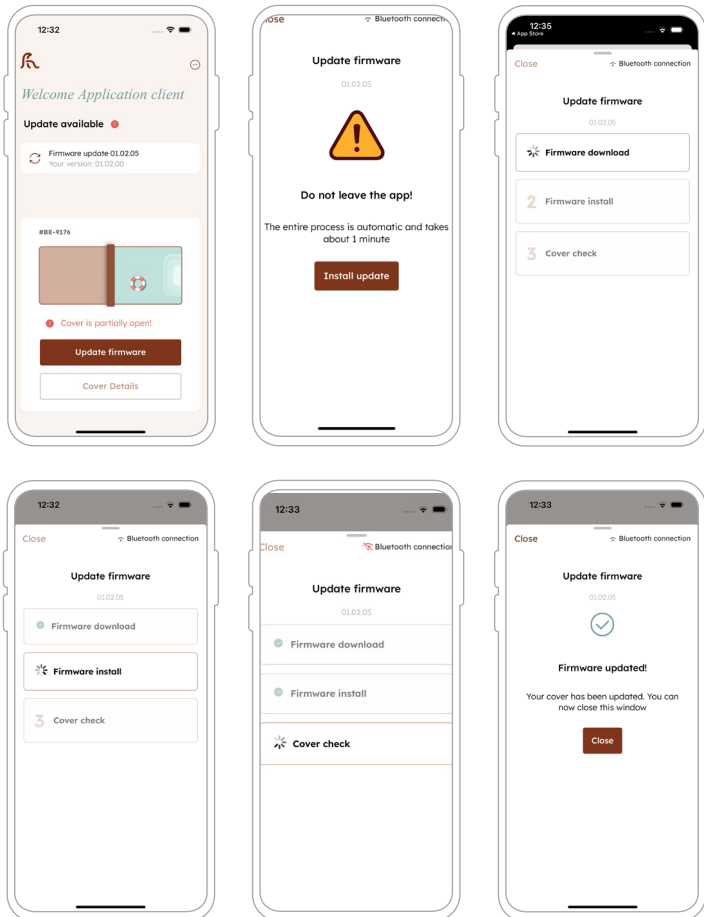 12:32
Welcome Application client
Update available
Firmware update 01.02.05
Your version: 01.02.00
#BE-9176
Cover is partially open!
Update firmware
Cover Details
lose
Bluetooth connectio
Update firmware
01.02.05
Do not leave the app!
The entire process is automatic and takes
about 1 minute
Install update
12:35
App Store
Close
Bluetooth connection
Update firmware
01.02.05
Firmware download
2 Firmware install
3 Cover check
12:32
Close
Bluetooth connection
Update firmware
01.02.05
Firmware download
Firmware install
3 Cover check
12:33
Close
Bluetooth connection
Update firmware
01.02.05
Firmware download
Firmware install
Cover check
12:33
Close
Bluetooth connection
Update firmware
01.02.05
Firmware updated!
Your cover has been updated. You can
now close this window
Close